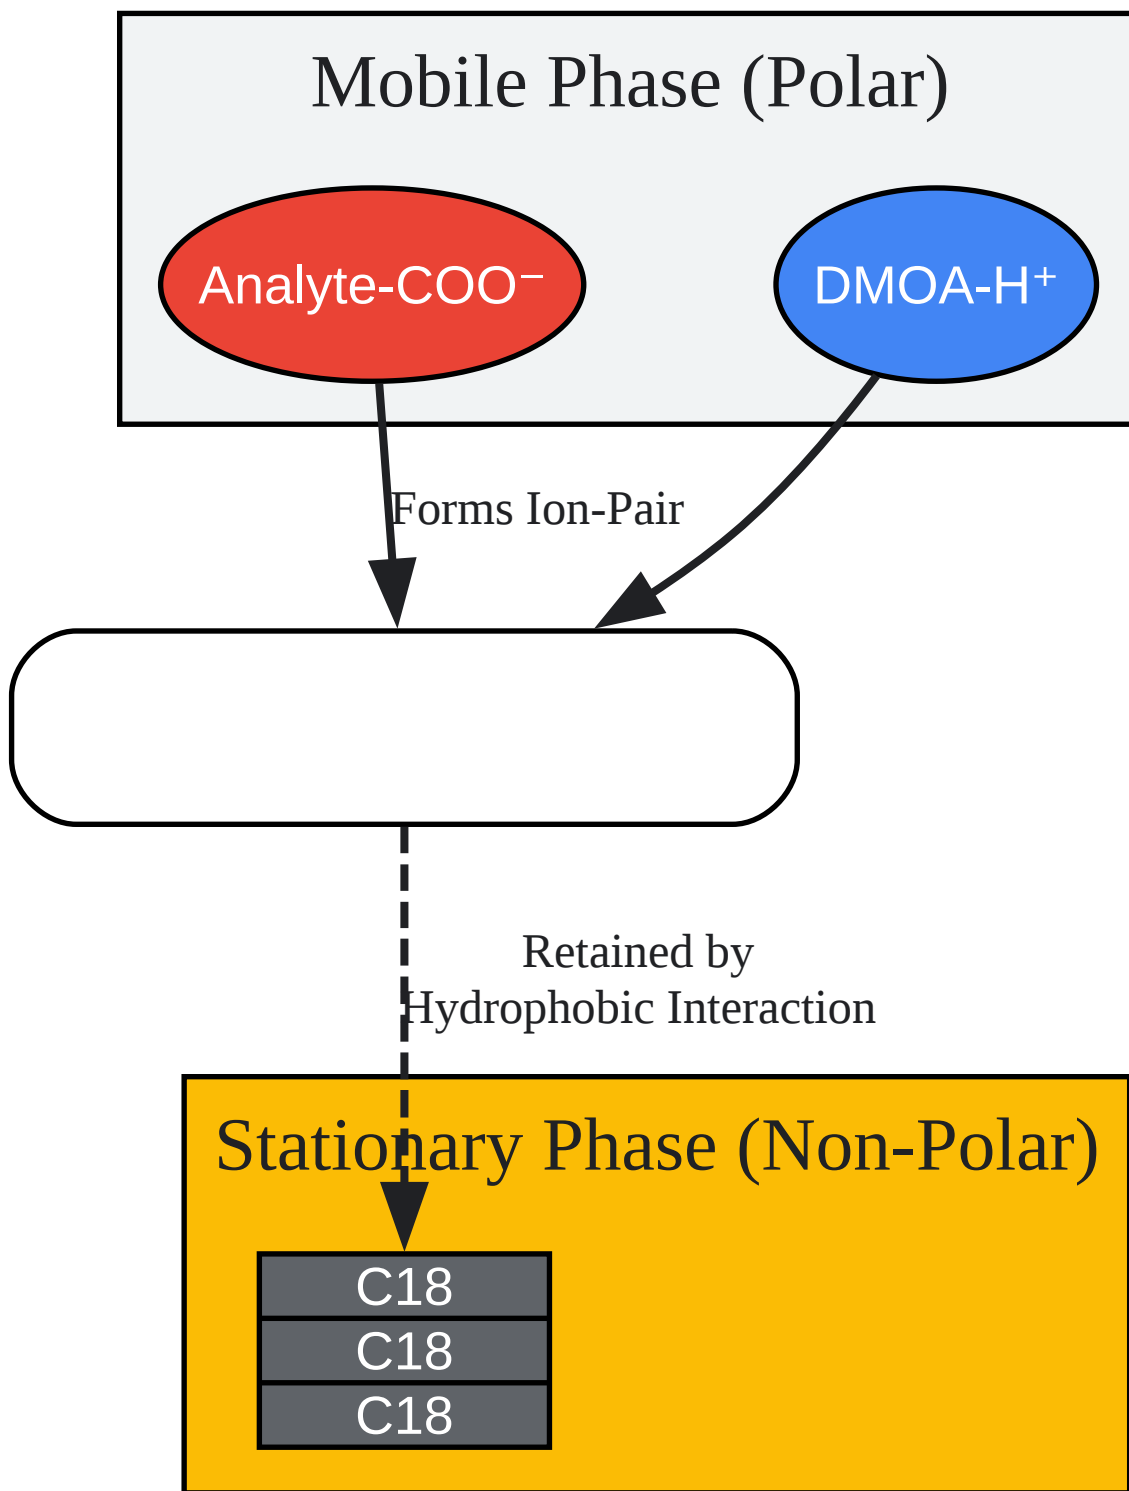 Mobile Phase (Polar)
Analyte-COO⁻
DMOA-H⁺
Forms Ion-Pair
Retained by
Hydrophobic Interaction
Stationary Phase (Non-Polar)
C18
C18
C18